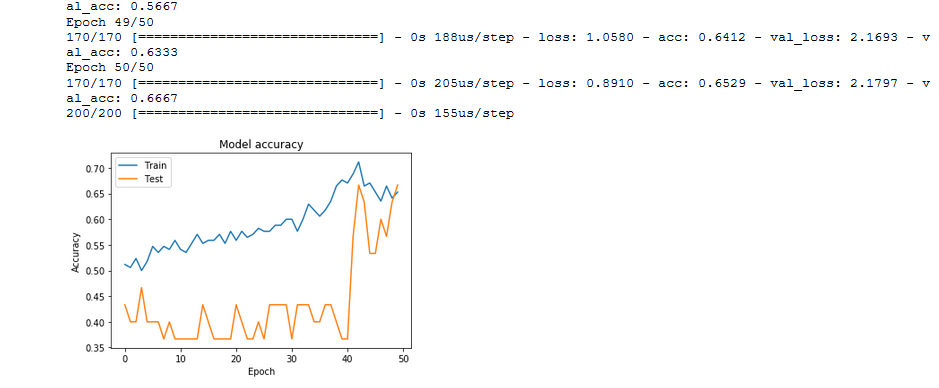 al_acc: 0.5667
Epoch 49/50
170/170 [==============================] - 0s 188us/step - loss: 1.0580 - acc: 0.6412 - val_loss: 2.1693 - v
al_acc: 0.6333
Epoch 50/50
170/170 [==============================] - 0s 205us/step - loss: 0.8910 - acc: 0.6529 - val_loss: 2.1797 - v
al_acc: 0.6667
200/200 [==============================] - 0s 155us/step
Model accuracy
Train
Test
0.70
0.65
0.60
0.55
0.50
0.45
0.40
0.35
Accuracy
0 10 20 30 40 50
Epoch